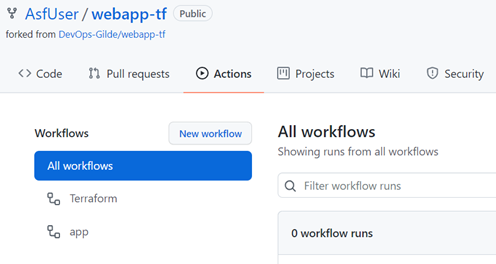 AsfUser / webapp-tf Public
forked from DevOps-Gilde/webapp-tf
Code Pull requests Actions Projects Wiki Security
Workflows New workflow
All workflows
Terraform
app
All workflows
Showing runs from all workflows
Filter workflow runs
0 workflow runs